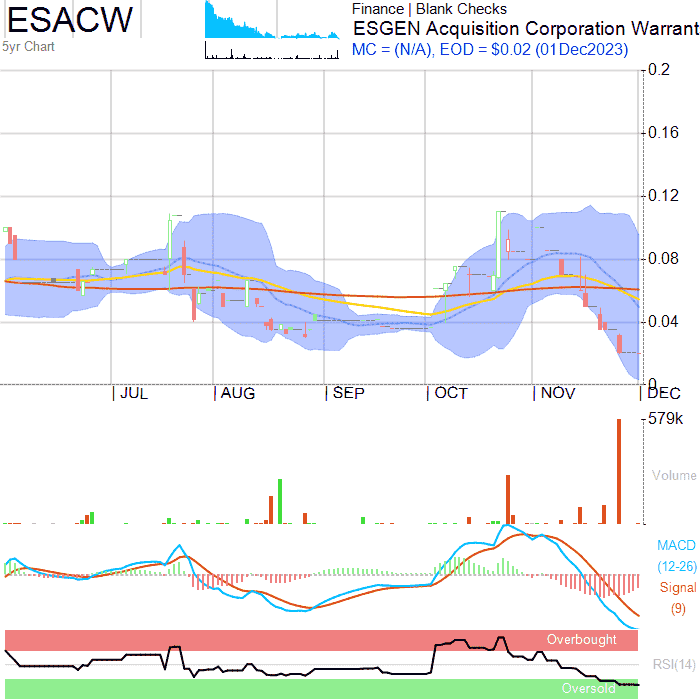 ESACW
5yr Chart
Finance | Blank Checks
ESGEN Acquisition Corporation Warrant
MC = (N/A), EOD = $0.02 (01Dec2023)
0.2
0.16
0.12
0.08
0.04
0
JUL AUG SEP OCT NOV DEC
579k
Volume
MACD
(12-26)
Signal
(9)
Overbought
RSI(14)
Oversold